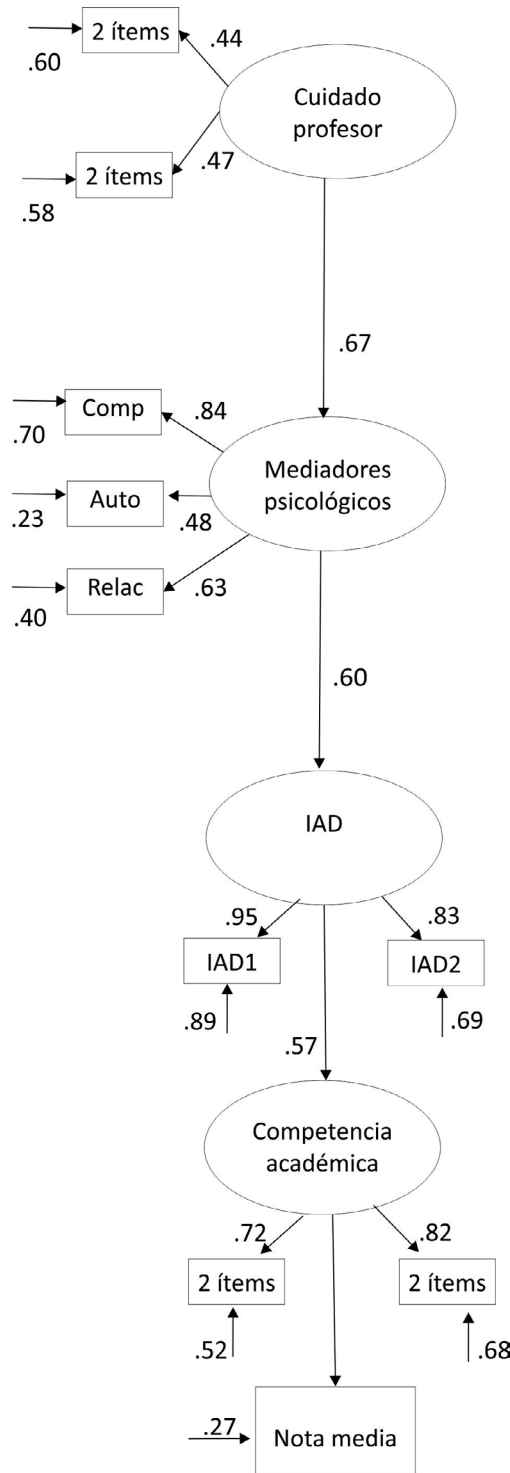 2 ítems
.44
.60
Cuidado
profesor
.47
2 ítems
.58
.67
Comp
.84
.70
Mediadores
psicológicos
Auto
.48
.23
Relac
.63
.40
.60
IAD
.95
.83
IAD1
IAD2
.89
.69
.57
Competencia
académica
.72
.82
2 ítems
2 ítems
.52
.68
.27
Nota media